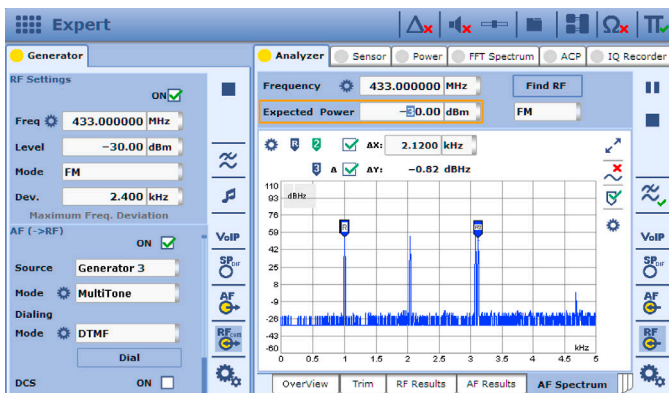 Expert
Generator
RF Settings
ON
Freq 433.000000 MHz
Level -30.00 dBm
Mode FM
Dev. 2.400 kHz
Maximum Freq. Deviation
AF (->RF)
ON
Source Generator 3
Mode MultiTone
Dialing
Mode DTMF
Dial
DCS ON
VoIP
SPDIF
AF
RF
Analyzer Sensor Power FFT Spectrum ACP IQ Recorder
Frequency 433.000000 MHz Find RF
Expected Power -30.00 dBm FM
R 2 ΔX: 2.1200 kHz
3 A ΔY: -0.82 dBHz
110
93 dBHz
76
59
42
25
8
-9
-26
-43
-60
0 0.5 1 1.5 2 2.5 3 3.5 4 4.5 5
kHz
R
OverView Trim RF Results AF Results AF Spectrum
VoIP
SPDIF
AF
RF